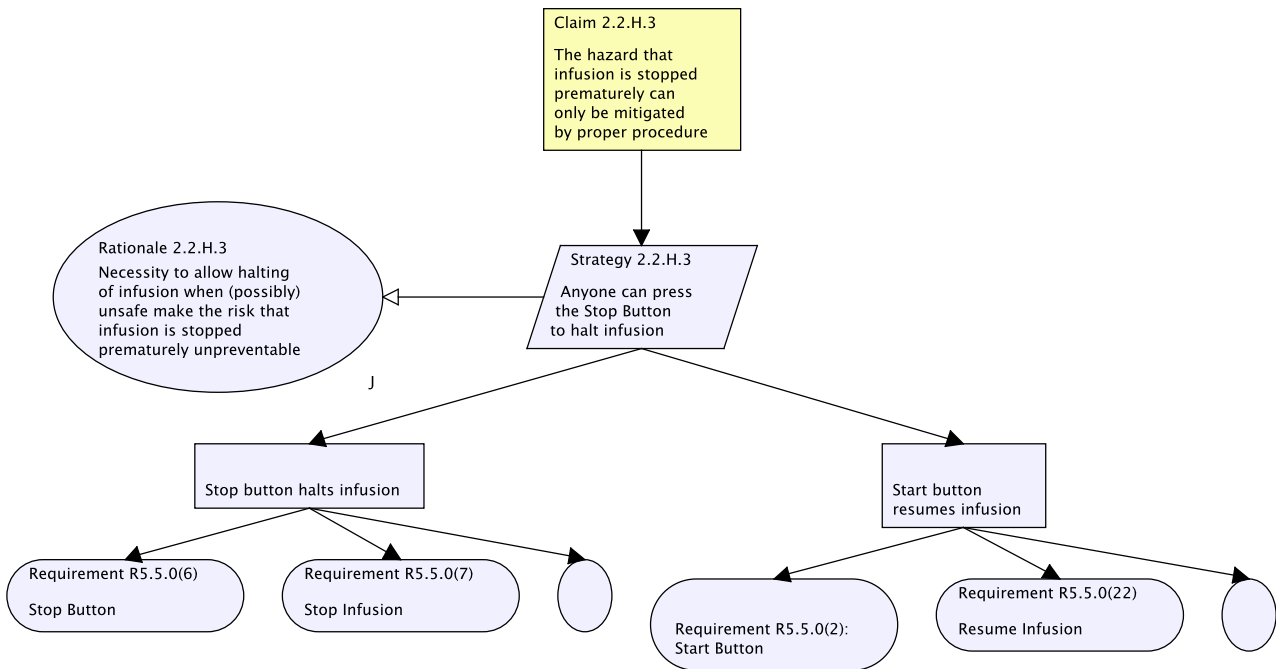 Claim 2.2.H.3
The hazard that
infusion is stopped
prematurely can
only be mitigated
by proper procedure
Rationale 2.2.H.3
Necessity to allow halting
of infusion when (possibly)
unsafe make the risk that
infusion is stopped
prematurely unpreventable
J
Strategy 2.2.H.3
Anyone can press
the Stop Button
to halt infusion
Stop button halts infusion
Start button
resumes infusion
Requirement R5.5.0(6)
Stop Button
Requirement R5.5.0(7)
Stop Infusion
Requirement R5.5.0(2):
Start Button
Requirement R5.5.0(22)
Resume Infusion